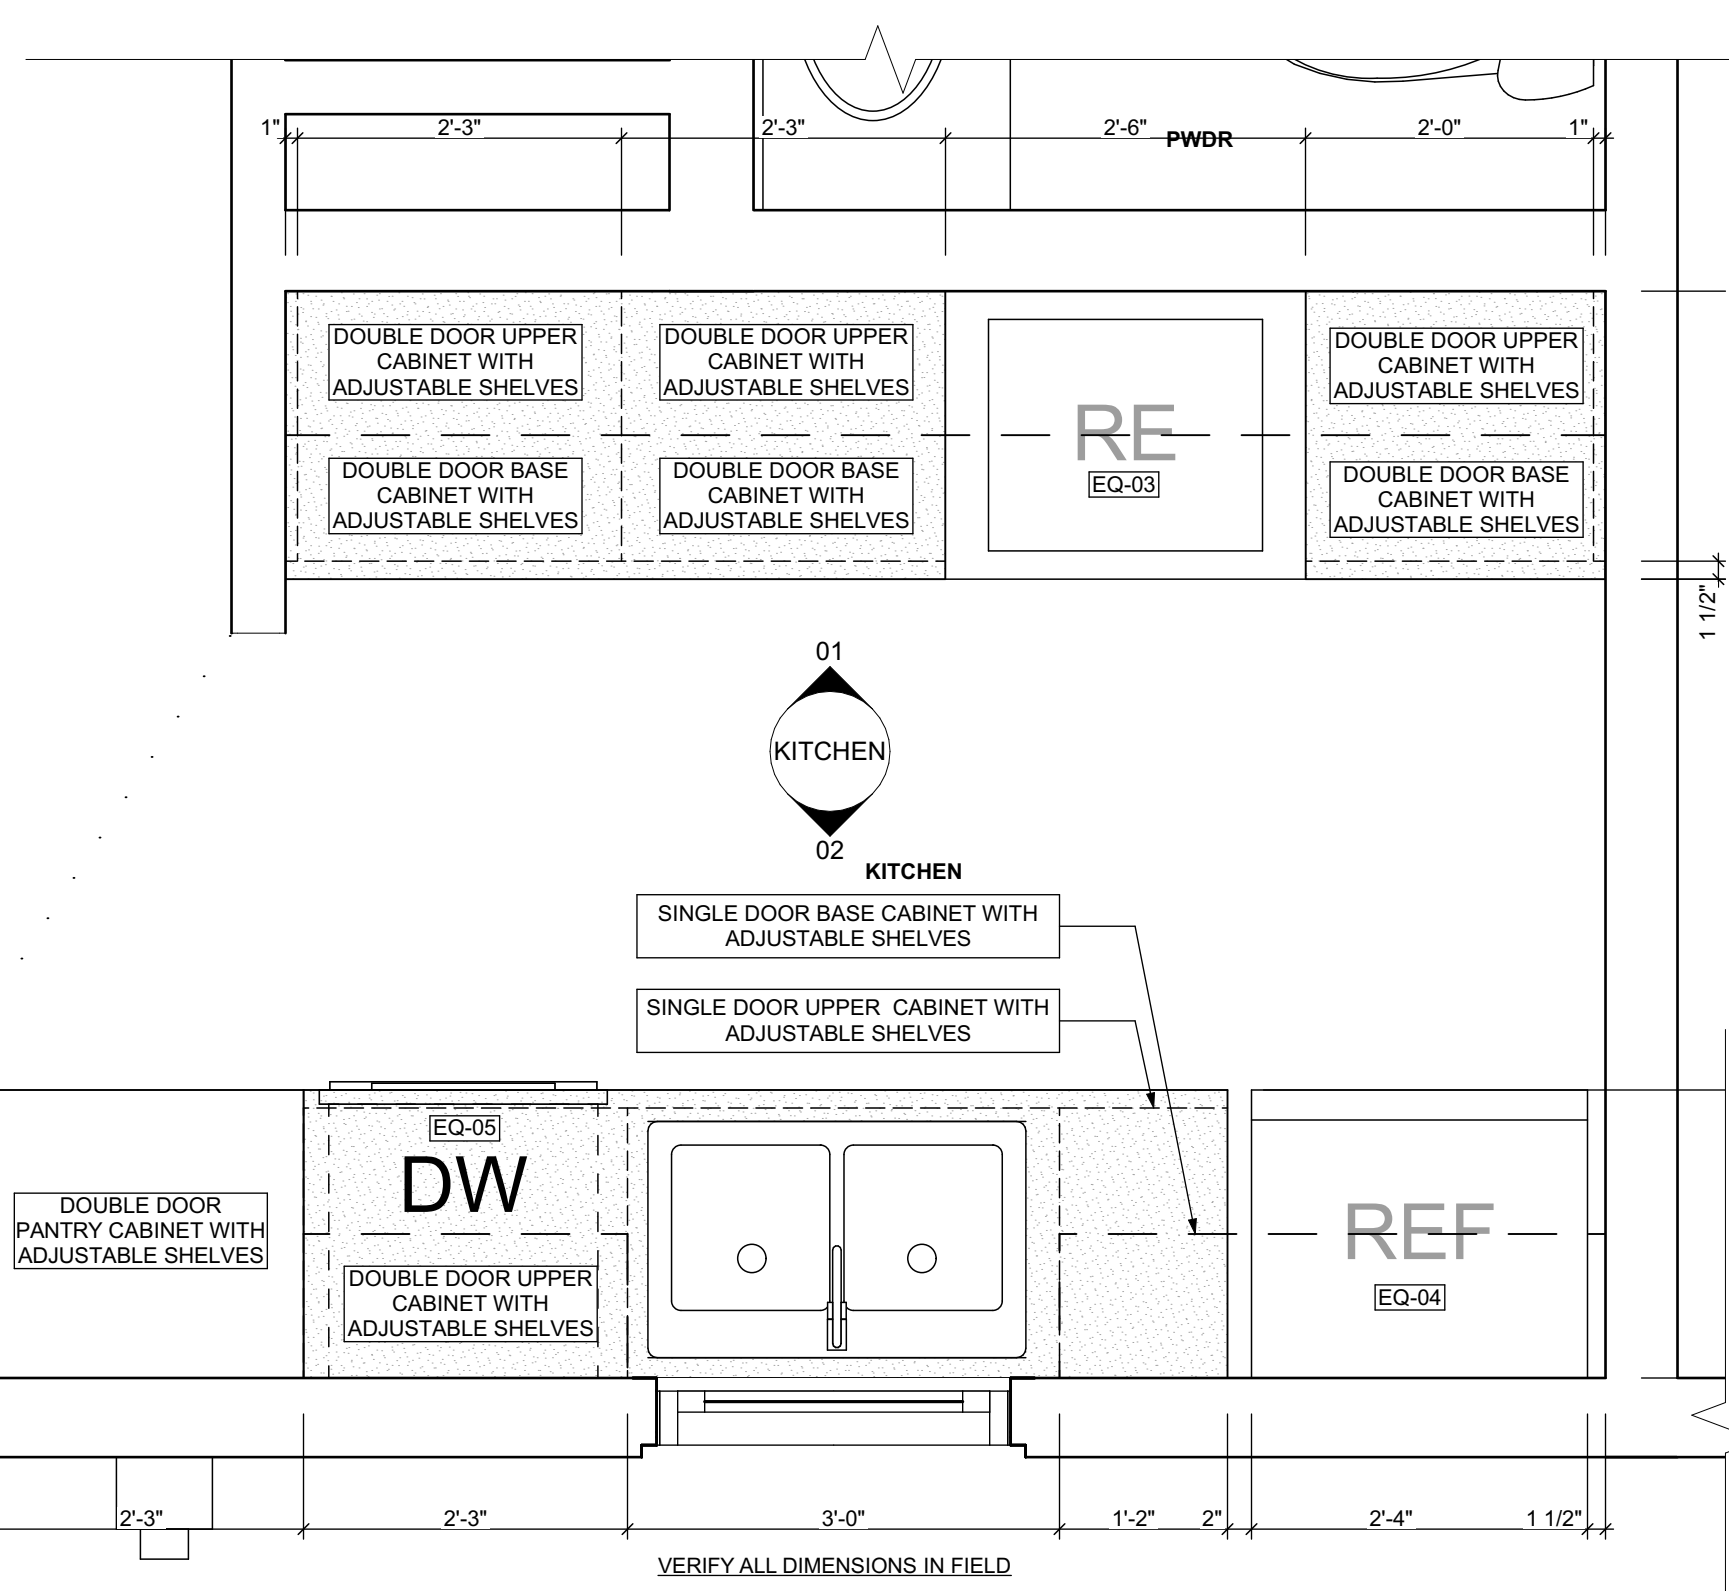 1" 2'-3" 2'-3" 2'-6" 2'-0" 1"
PWDR
DOUBLE DOOR UPPER
CABINET WITH
ADJUSTABLE SHELVES
DOUBLE DOOR UPPER
CABINET WITH
ADJUSTABLE SHELVES
DOUBLE DOOR UPPER
CABINET WITH
ADJUSTABLE SHELVES
RE
EQ-03
DOUBLE DOOR BASE
CABINET WITH
ADJUSTABLE SHELVES
DOUBLE DOOR BASE
CABINET WITH
ADJUSTABLE SHELVES
DOUBLE DOOR BASE
CABINET WITH
ADJUSTABLE SHELVES
1 1/2"
01
KITCHEN
02
KITCHEN
SINGLE DOOR BASE CABINET WITH
ADJUSTABLE SHELVES
SINGLE DOOR UPPER CABINET WITH
ADJUSTABLE SHELVES
EQ-05
DW
DOUBLE DOOR
PANTRY CABINET WITH
ADJUSTABLE SHELVES
DOUBLE DOOR UPPER
CABINET WITH
ADJUSTABLE SHELVES
REF
EQ-04
2'-3" 2'-3" 3'-0" 1'-2" 2" 2'-4" 1 1/2"
VERIFY ALL DIMENSIONS IN FIELD